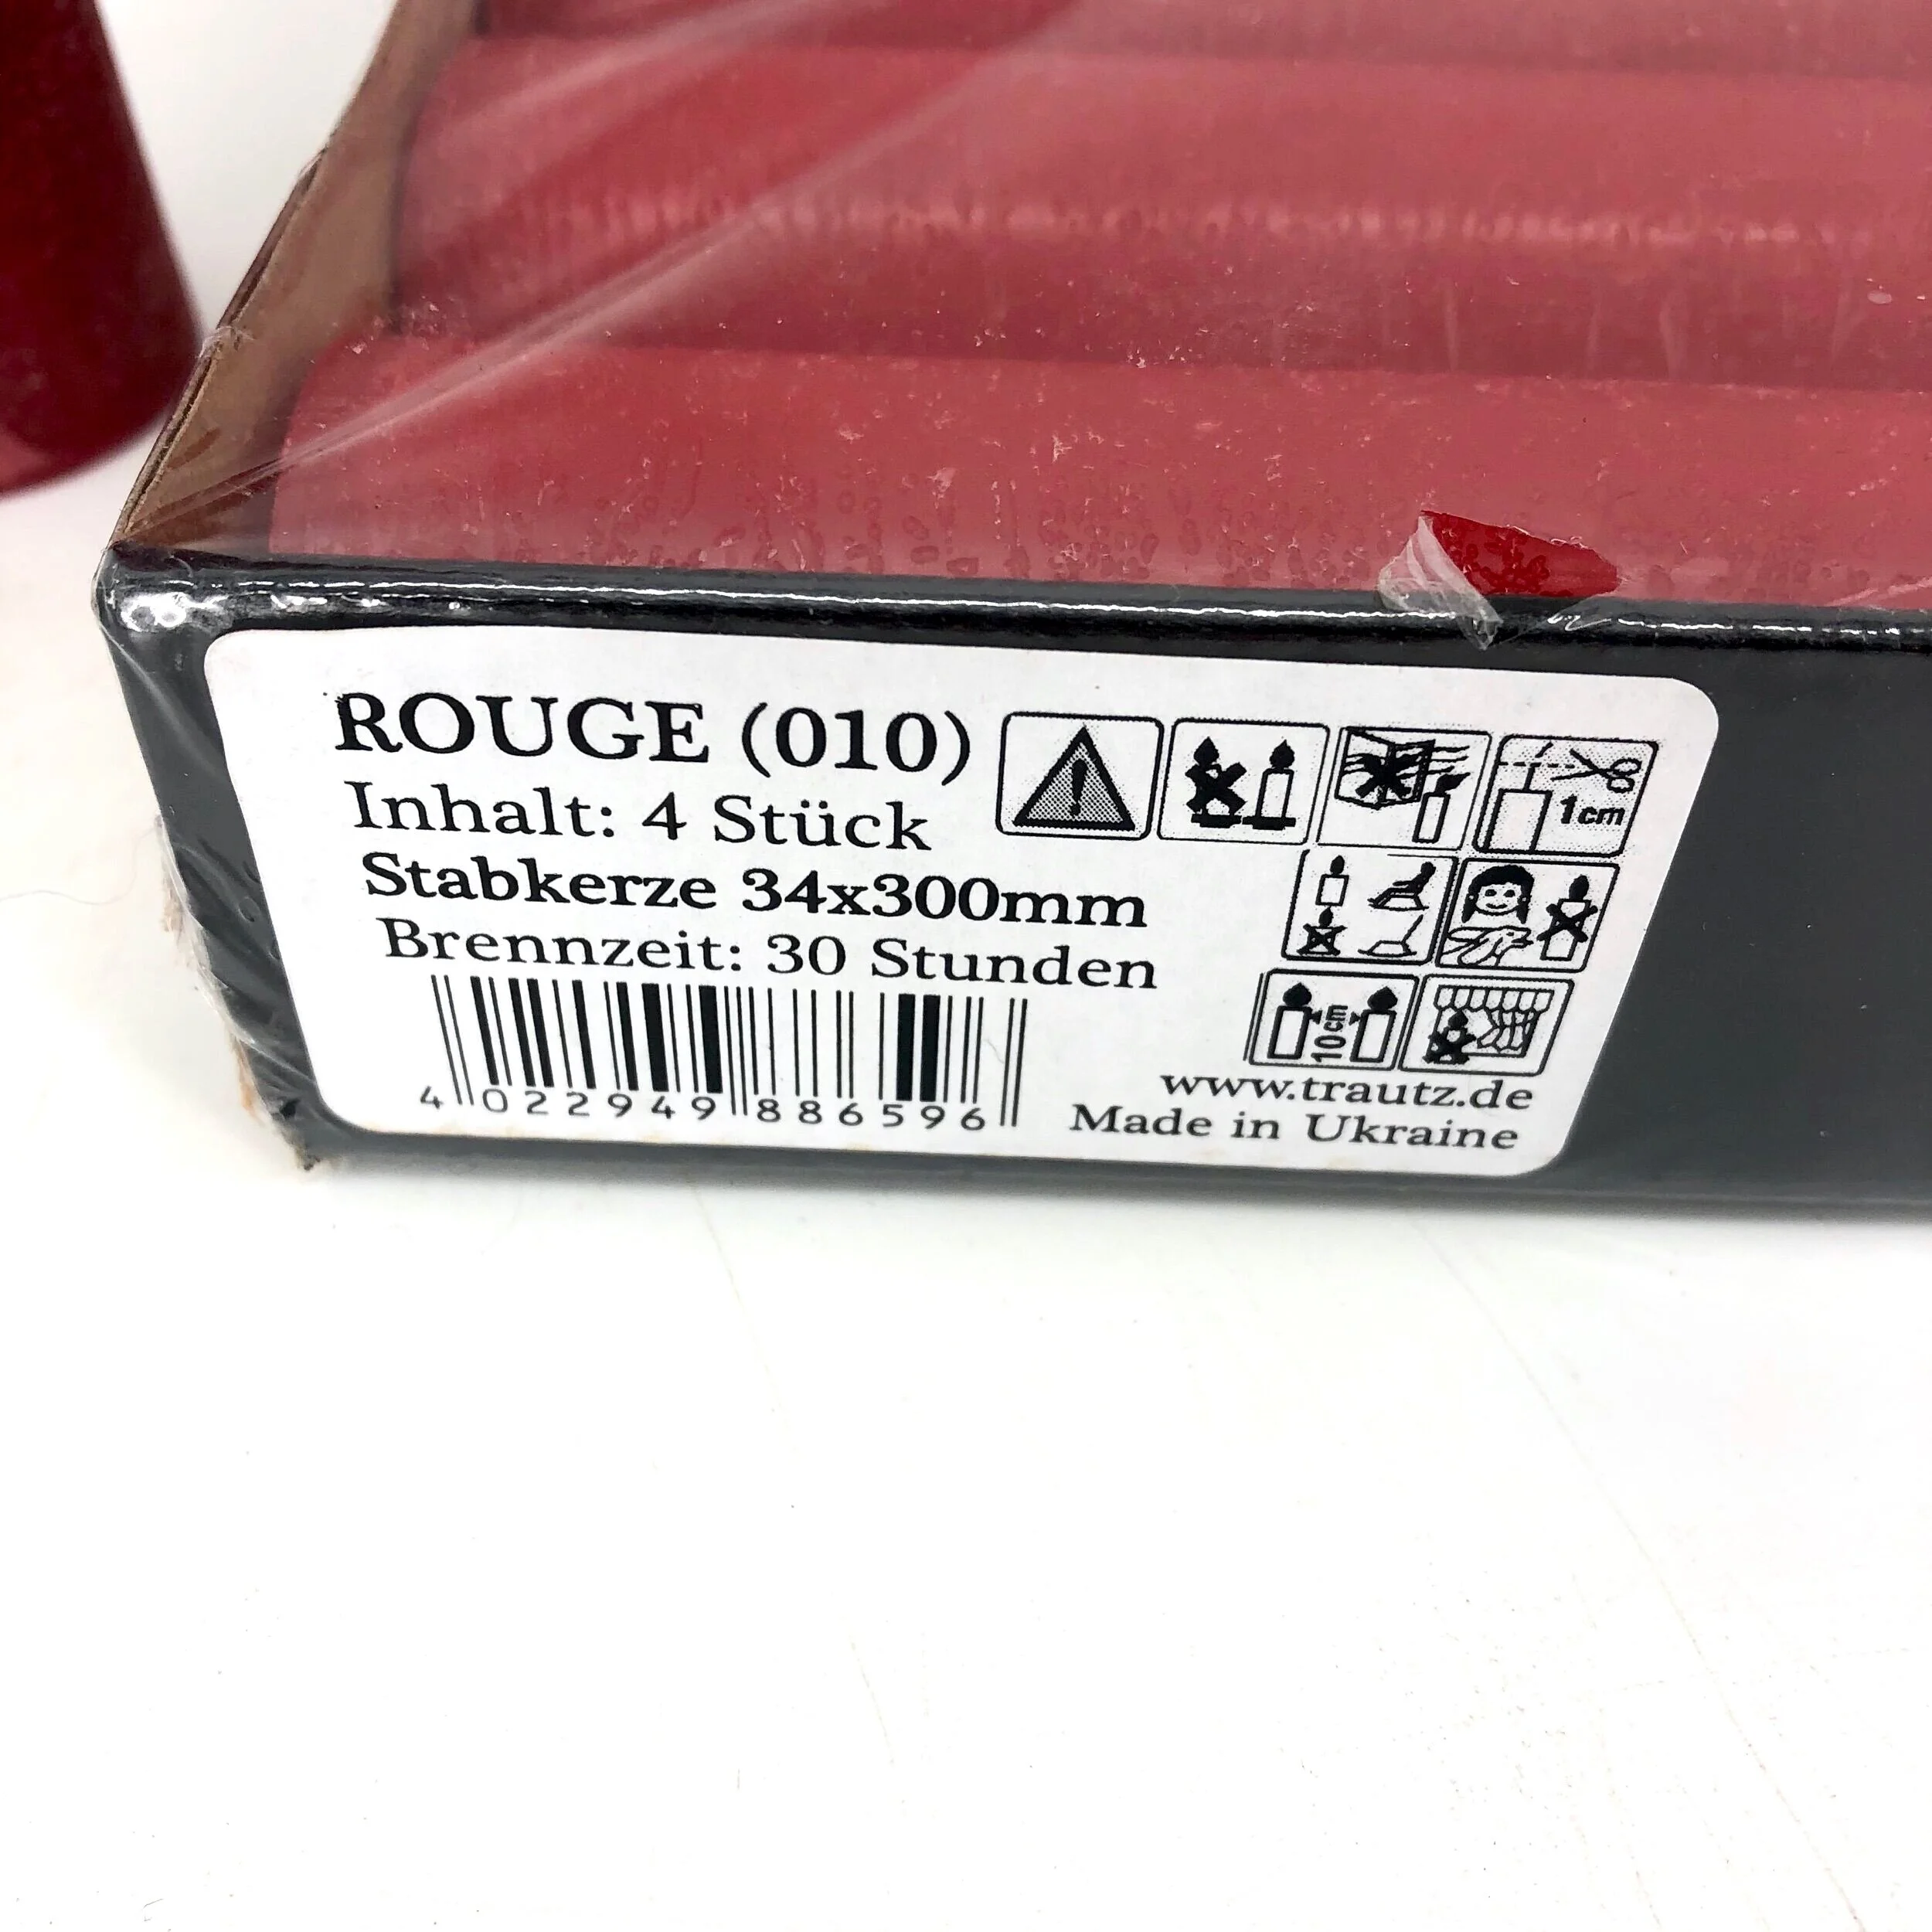 ROUGE (010)
Inhalt: 4 Stück
Stabkerze 34x300mm
Brennzeit: 30 Stunden
1cm
10cm
4 022949 886596
www.trautz.de
Made in Ukraine